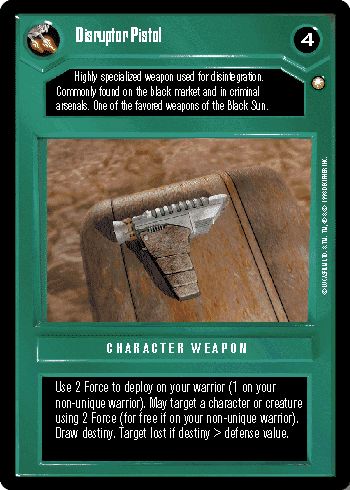 Disruptor Pistol
4
Highly specialized weapon used for disintegration.
Commonly found on the black market and in criminal
arsenals. One of the favored weapons of the Black Sun.
CHARACTER WEAPON
Use 2 Force to deploy on your warrior (1 on your
non-unique warrior). May target a character or creature
using 2 Force (for free if on your non-unique warrior).
Draw destiny. Target lost if destiny > defense value.